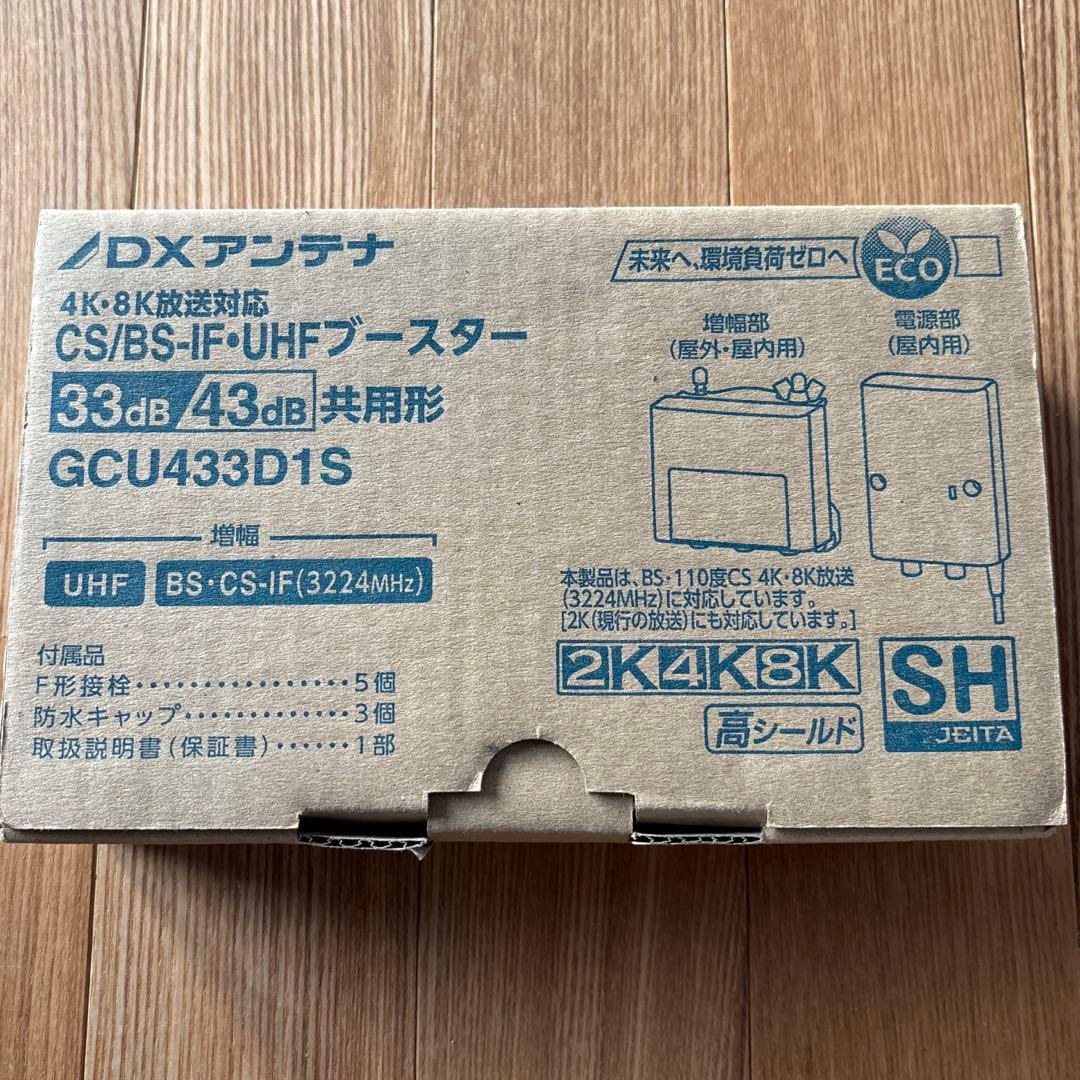 DXアンテナ
4K・8K放送対応
CS/BS-IF・UHFブースター
33dB/43dB共用形
GCU433D1S
増幅
UHF BS・CS-IF(3224MHz)
付属品
F形接栓・・・・・・・・・・・・・・・・・5個
防水キャップ・・・・・・・・・・・・・3個
取扱説明書(保証書)・・・・・・1部
未来へ、環境負荷ゼロへ
ECO
増幅部
(屋外・屋内用)
電源部
(屋内用)
本製品は、BS・110度CS 4K・8K放送
(3224MHz)に対応しています。
[2K(現行の放送)にも対応しています。]
2K4K8K
高シールド
SH
JEITA